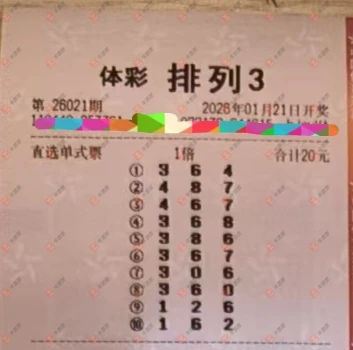 体彩 排列3
第 26021期 2026年01月21日开奖
直选单式票 1倍 合计20元
① 3 6 4
② 4 8 7
③ 4 6 7
④ 3 6 8
⑤ 3 8 6
⑥ 3 6 7
⑦ 3 0 6
⑧ 3 6 0
⑨ 1 2 6
⑩ 1 6 2